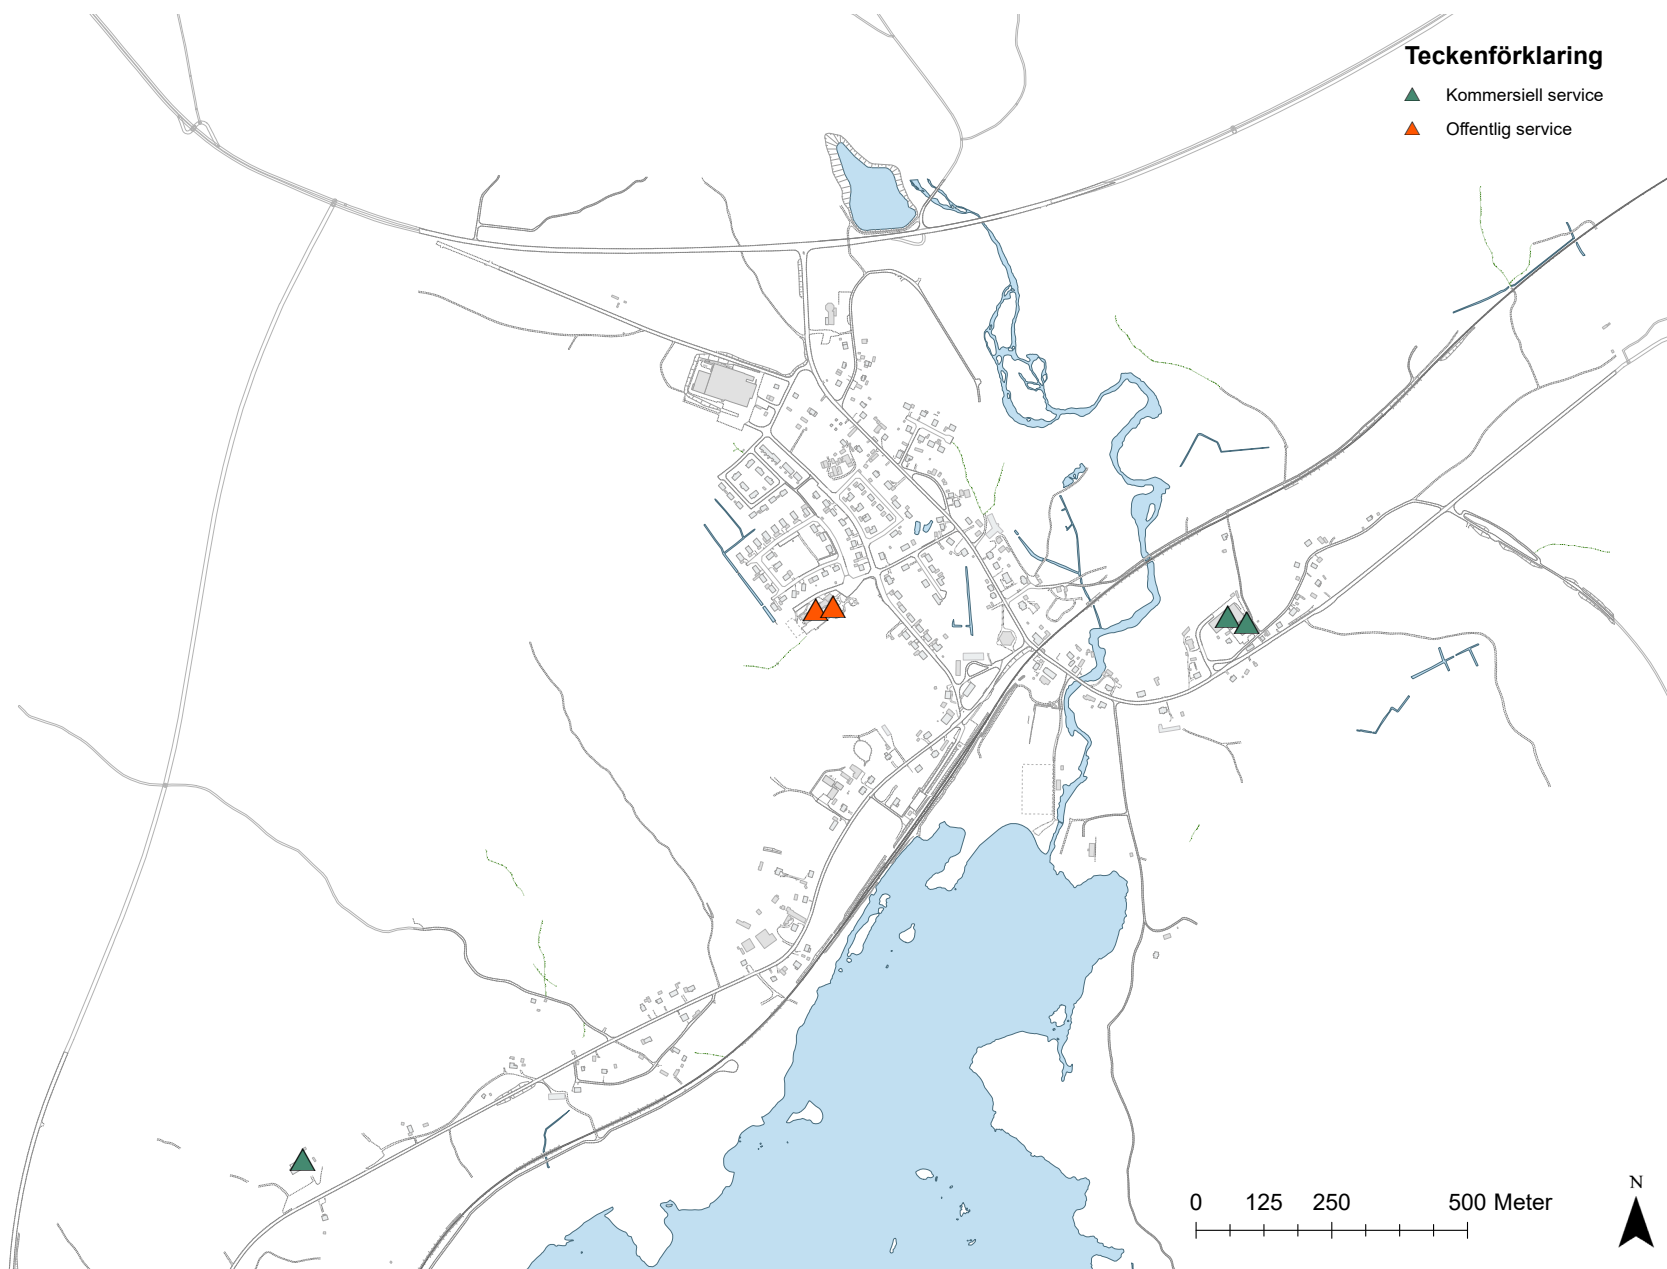 Teckenförklaring
Kommersiell service
Offentlig service
0 125 250 500 Meter
N